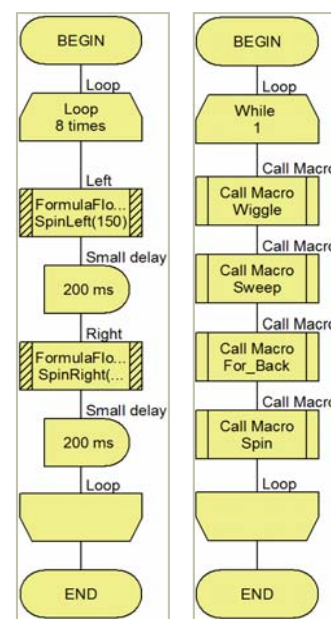 BEGIN
Loop
Loop
8 times
Left
FormulaFlo...
SpinLeft(150)
Small delay
200 ms
Right
FormulaFlo...
SpinRight(...
Small delay
200 ms
Loop
END
BEGIN
Loop
While
1
Call Macro
Call Macro
Wiggle
Call Macro
Call Macro
Sweep
Call Macro
Call Macro
For_Back
Call Macro
Call Macro
Spin
Loop
END